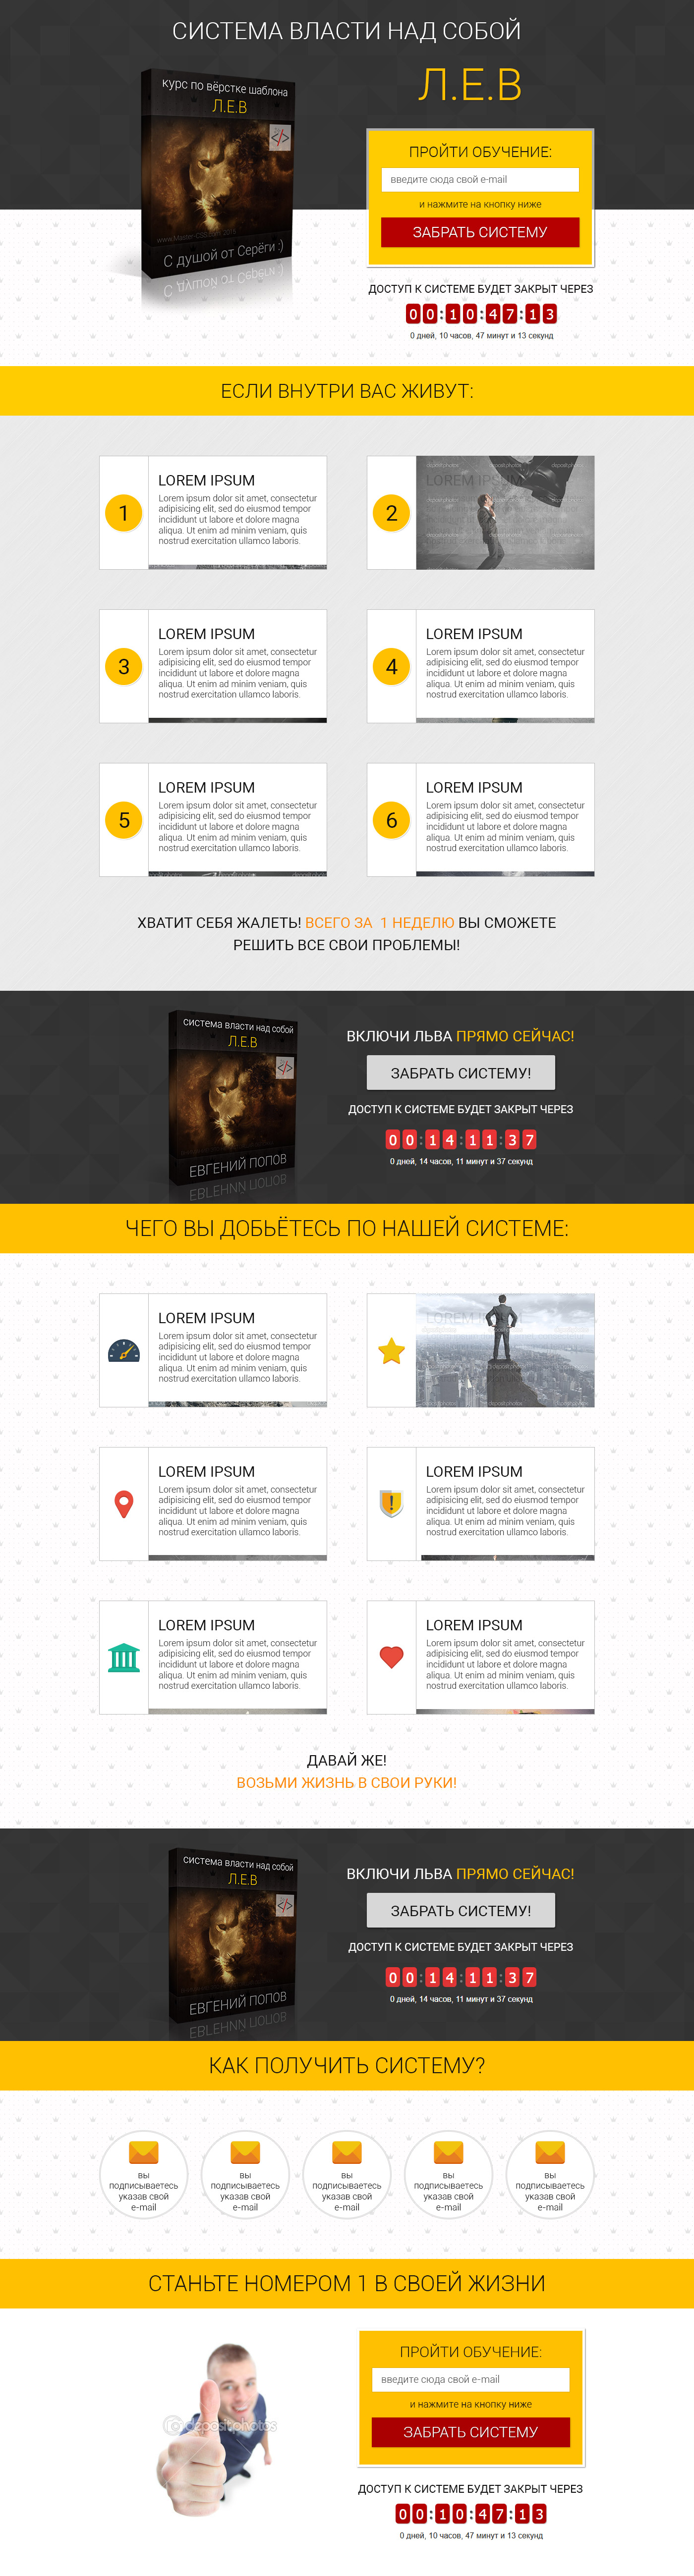 СИСТЕМА ВЛАСТИ НАД СОБОЙ
Л.Е.В
курс по вёрстке шаблона
Л.Е.В
</>
С душой от Серёги :)
ПРОЙТИ ОБУЧЕНИЕ:
введите сюда свой e-mail
и нажмите на кнопку ниже
ЗАБРАТЬ СИСТЕМУ
ДОСТУП К СИСТЕМЕ БУДЕТ ЗАКРЫТ ЧЕРЕЗ
00:10:47:13
0 дней, 10 часов, 47 минут и 13 секунд
ЕСЛИ ВНУТРИ ВАС ЖИВУТ:
1
LOREM IPSUM
Lorem ipsum dolor sit amet, consectetur
adipisicing elit, sed do eiusmod tempor
incididunt ut labore et dolore magna
aliqua. Ut enim ad minim veniam, quis
nostrud exercitation ullamco laboris.
2
LOREM IPSUM
depositphotos
3
LOREM IPSUM
Lorem ipsum dolor sit amet, consectetur
adipisicing elit, sed do eiusmod tempor
incididunt ut labore et dolore magna
aliqua. Ut enim ad minim veniam, quis
nostrud exercitation ullamco laboris.
4
LOREM IPSUM
Lorem ipsum dolor sit amet, consectetur
adipisicing elit, sed do eiusmod tempor
incididunt ut labore et dolore magna
aliqua. Ut enim ad minim veniam, quis
nostrud exercitation ullamco laboris.
5
LOREM IPSUM
Lorem ipsum dolor sit amet, consectetur
adipisicing elit, sed do eiusmod tempor
incididunt ut labore et dolore magna
aliqua. Ut enim ad minim veniam, quis
nostrud exercitation ullamco laboris.
6
LOREM IPSUM
Lorem ipsum dolor sit amet, consectetur
adipisicing elit, sed do eiusmod tempor
incididunt ut labore et dolore magna
aliqua. Ut enim ad minim veniam, quis
nostrud exercitation ullamco laboris.
ХВАТИТ СЕБЯ ЖАЛЕТЬ! ВСЕГО ЗА 1 НЕДЕЛЮ ВЫ СМОЖЕТЕ
РЕШИТЬ ВСЕ СВОИ ПРОБЛЕМЫ!
система власти над собой
Л.Е.В
</>
ЕВГЕНИЙ ПОПОВ
ВКЛЮЧИ ЛЬВА ПРЯМО СЕЙЧАС!
ЗАБРАТЬ СИСТЕМУ!
ДОСТУП К СИСТЕМЕ БУДЕТ ЗАКРЫТ ЧЕРЕЗ
00:14:11:37
0 дней, 14 часов, 11 минут и 37 секунд
ЧЕГО ВЫ ДОБЬЁТЕСЬ ПО НАШЕЙ СИСТЕМЕ:
LOREM IPSUM
Lorem ipsum dolor sit amet, consectetur
adipisicing elit, sed do eiusmod tempor
incididunt ut labore et dolore magna
aliqua. Ut enim ad minim veniam, quis
nostrud exercitation ullamco laboris.
LOREM IPSUM
depositphotos
LOREM IPSUM
Lorem ipsum dolor sit amet, consectetur
adipisicing elit, sed do eiusmod tempor
incididunt ut labore et dolore magna
aliqua. Ut enim ad minim veniam, quis
nostrud exercitation ullamco laboris.
LOREM IPSUM
Lorem ipsum dolor sit amet, consectetur
adipisicing elit, sed do eiusmod tempor
incididunt ut labore et dolore magna
aliqua. Ut enim ad minim veniam, quis
nostrud exercitation ullamco laboris.
LOREM IPSUM
Lorem ipsum dolor sit amet, consectetur
adipisicing elit, sed do eiusmod tempor
incididunt ut labore et dolore magna
aliqua. Ut enim ad minim veniam, quis
nostrud exercitation ullamco laboris.
LOREM IPSUM
Lorem ipsum dolor sit amet, consectetur
adipisicing elit, sed do eiusmod tempor
incididunt ut labore et dolore magna
aliqua. Ut enim ad minim veniam, quis
nostrud exercitation ullamco laboris.
ДАВАЙ ЖЕ!
ВОЗЬМИ ЖИЗНЬ В СВОИ РУКИ!
система власти над собой
Л.Е.В
</>
ЕВГЕНИЙ ПОПОВ
ВКЛЮЧИ ЛЬВА ПРЯМО СЕЙЧАС!
ЗАБРАТЬ СИСТЕМУ!
ДОСТУП К СИСТЕМЕ БУДЕТ ЗАКРЫТ ЧЕРЕЗ
00:14:11:37
0 дней, 14 часов, 11 минут и 37 секунд
КАК ПОЛУЧИТЬ СИСТЕМУ?
вы
подписываетесь
указав свой
e-mail
вы
подписываетесь
указав свой
e-mail
вы
подписываетесь
указав свой
e-mail
вы
подписываетесь
указав свой
e-mail
вы
подписываетесь
указав свой
e-mail
СТАНЬТЕ НОМЕРОМ 1 В СВОЕЙ ЖИЗНИ
depositphotos
ПРОЙТИ ОБУЧЕНИЕ:
введите сюда свой e-mail
и нажмите на кнопку ниже
ЗАБРАТЬ СИСТЕМУ
ДОСТУП К СИСТЕМЕ БУДЕТ ЗАКРЫТ ЧЕРЕЗ
00:10:47:13
0 дней, 10 часов, 47 минут и 13 секунд